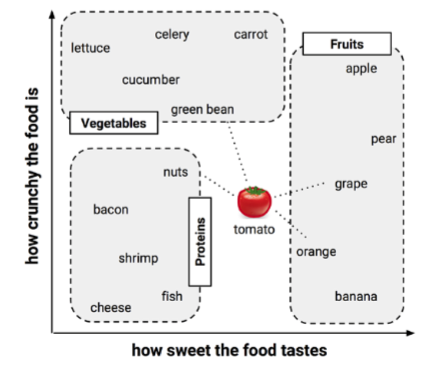 celery
carrot
lettuce
cucumber
green bean
Vegetables
Fruits
apple
pear
grape
orange
banana
nuts
bacon
shrimp
fish
cheese
Proteins
tomato
how crunchy the food is
how sweet the food tastes